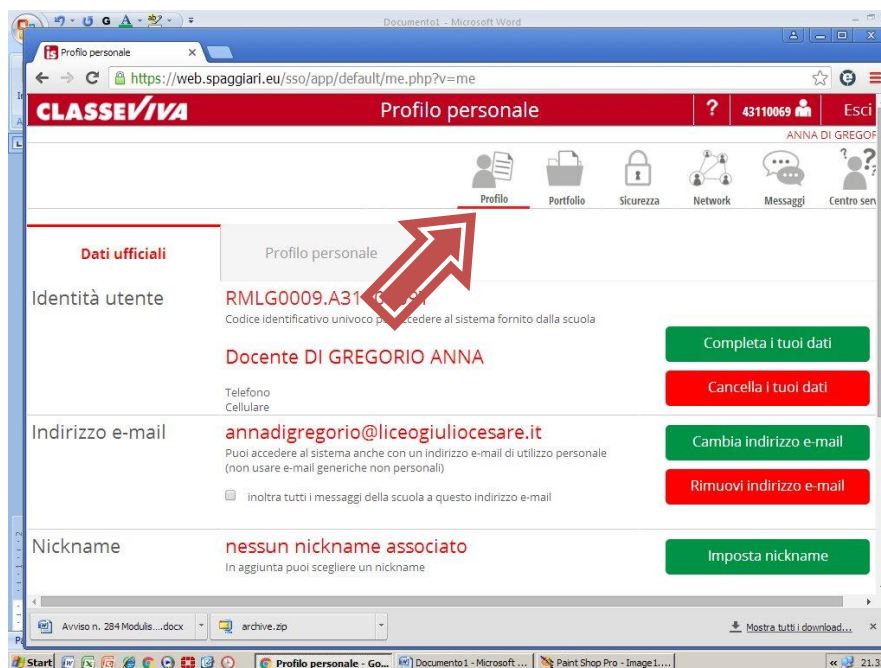 Documento1 - Microsoft Word
Profilo personale
https://web.spaggiari.eu/sso/app/default/me.php?v=me
CLASSEVIVA
Profilo personale
?
43110069
Esci
ANNA DI GREGOR
Profilo
Portfolio
Sicurezza
Network
Messaggi
Centro serv
Dati ufficiali
Profilo personale
Identità utente
RMLG0009.A31
Codice identificativo univoco accedere al sistema fornito dalla scuola
Completa i tuoi dati
Docente DI GREGORIO ANNA
Cancella i tuoi dati
Telefono
Cellulare
Indirizzo e-mail
annadigregorio@liceogiuliocesare.it
Cambia indirizzo e-mail
Puoi accedere al sistema anche con un indirizzo e-mail di utilizzo personale
(non usare e-mail generiche non personali)
Rimuovi indirizzo e-mail
inoltra tutti i messaggi della scuola a questo indirizzo e-mail
Nickname
nessun nickname associato
Imposta nickname
In aggiunta puoi scegliere un nickname
Avviso n. 284 Modulis....docx
archive.zip
Mostra tutti i download...
Start
Profilo personale - Go...
Documento1 - Microsoft ...
Paint Shop Pro - Image1....
21.3